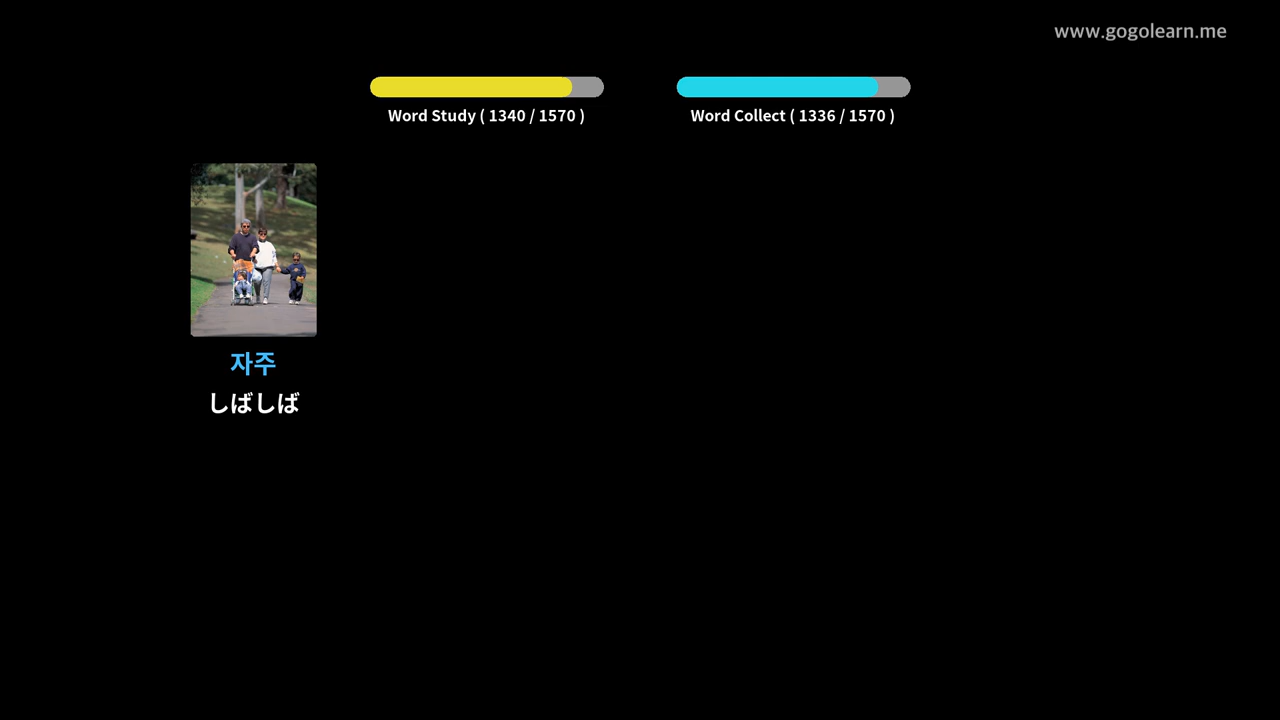 www.gogolearn.me
Word Study ( 1340 / 1570 )
Word Collect ( 1336 / 1570 )
자주
しばしば